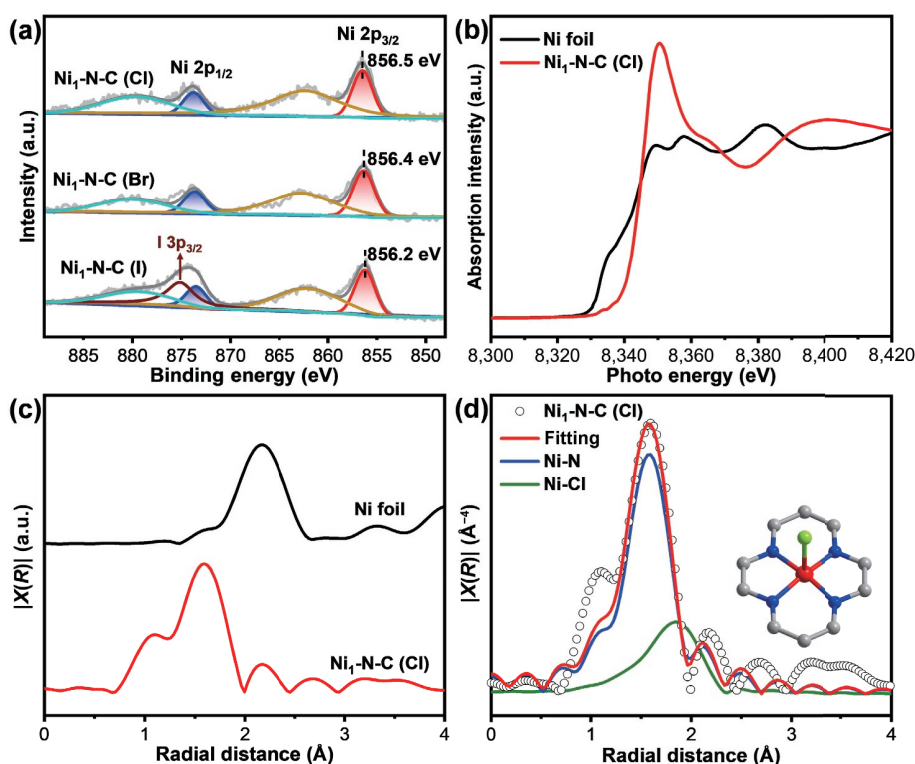 (a)
Ni 2p3/2
856.5 eV
Ni 2p1/2
Ni1-N-C (Cl)
856.4 eV
Ni1-N-C (Br)
I 3p3/2
856.2 eV
Ni1-N-C (I)
Intensity (a.u.)
885 880 875 870 865 860 855 850
Binding energy (eV)
(b)
Ni foil
Ni1-N-C (Cl)
Absorption intensity (a.u.)
8,300 8,320 8,340 8,360 8,380 8,400 8,420
Photo energy (eV)
(c)
Ni foil
Ni1-N-C (Cl)
|X(R)| (a.u.)
0 1 2 3 4
Radial distance (Å)
(d)
Ni1-N-C (Cl)
Fitting
Ni-N
Ni-Cl
|X(R)| (Å−4)
0 1 2 3 4
Radial distance (Å)